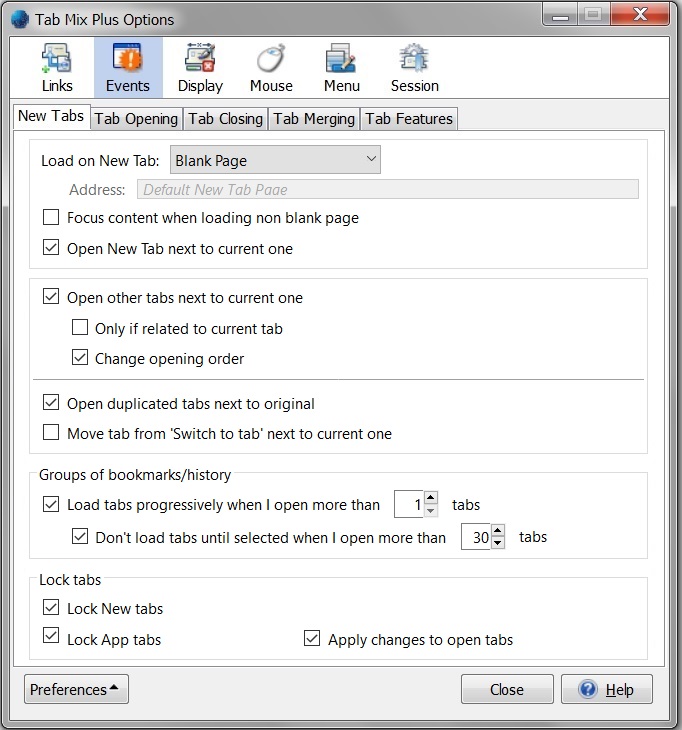 Tab Mix Plus Options
Links Events Display Mouse Menu Session
New Tabs Tab Opening Tab Closing Tab Merging Tab Features
Load on New Tab: Blank Page
Address: Default New Tab Page
Focus content when loading non blank page
Open New Tab next to current one
Open other tabs next to current one
Only if related to current tab
Change opening order
Open duplicated tabs next to original
Move tab from 'Switch to tab' next to current one
Groups of bookmarks/history
Load tabs progressively when I open more than 1 tabs
Don't load tabs until selected when I open more than 30 tabs
Lock tabs
Lock New tabs
Lock App tabs Apply changes to open tabs
Preferences Close Help